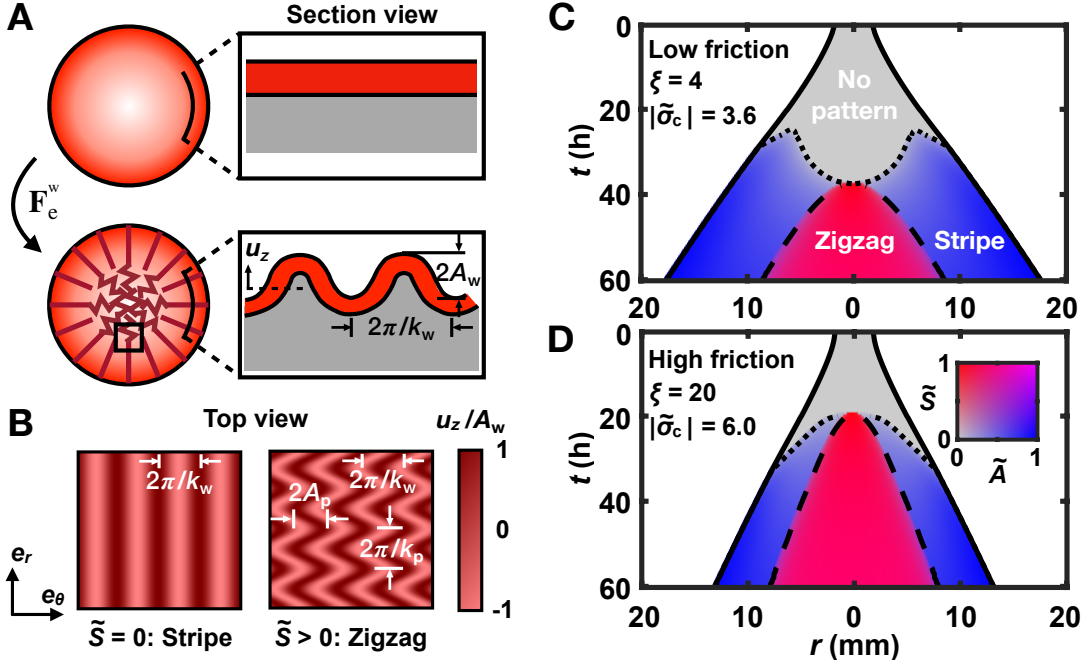 A
Section view
F_e^w
u_z
2A_w
2π/k_w
B
Top view
u_z/A_w
2π/k_w
2π/k_w
2A_p
2π/k_p
1
0
-1
e_r
e_θ
S̃ = 0: Stripe
S̃ > 0: Zigzag
C
Low friction
ξ = 4
|σ̃_c| = 3.6
No
pattern
Zigzag
Stripe
t (h)
0
20
40
60
20
10
0
10
20
D
High friction
ξ = 20
|σ̃_c| = 6.0
1
S̃
0
0
1
Ã
t (h)
0
20
40
60
20
10
0
10
20
r (mm)